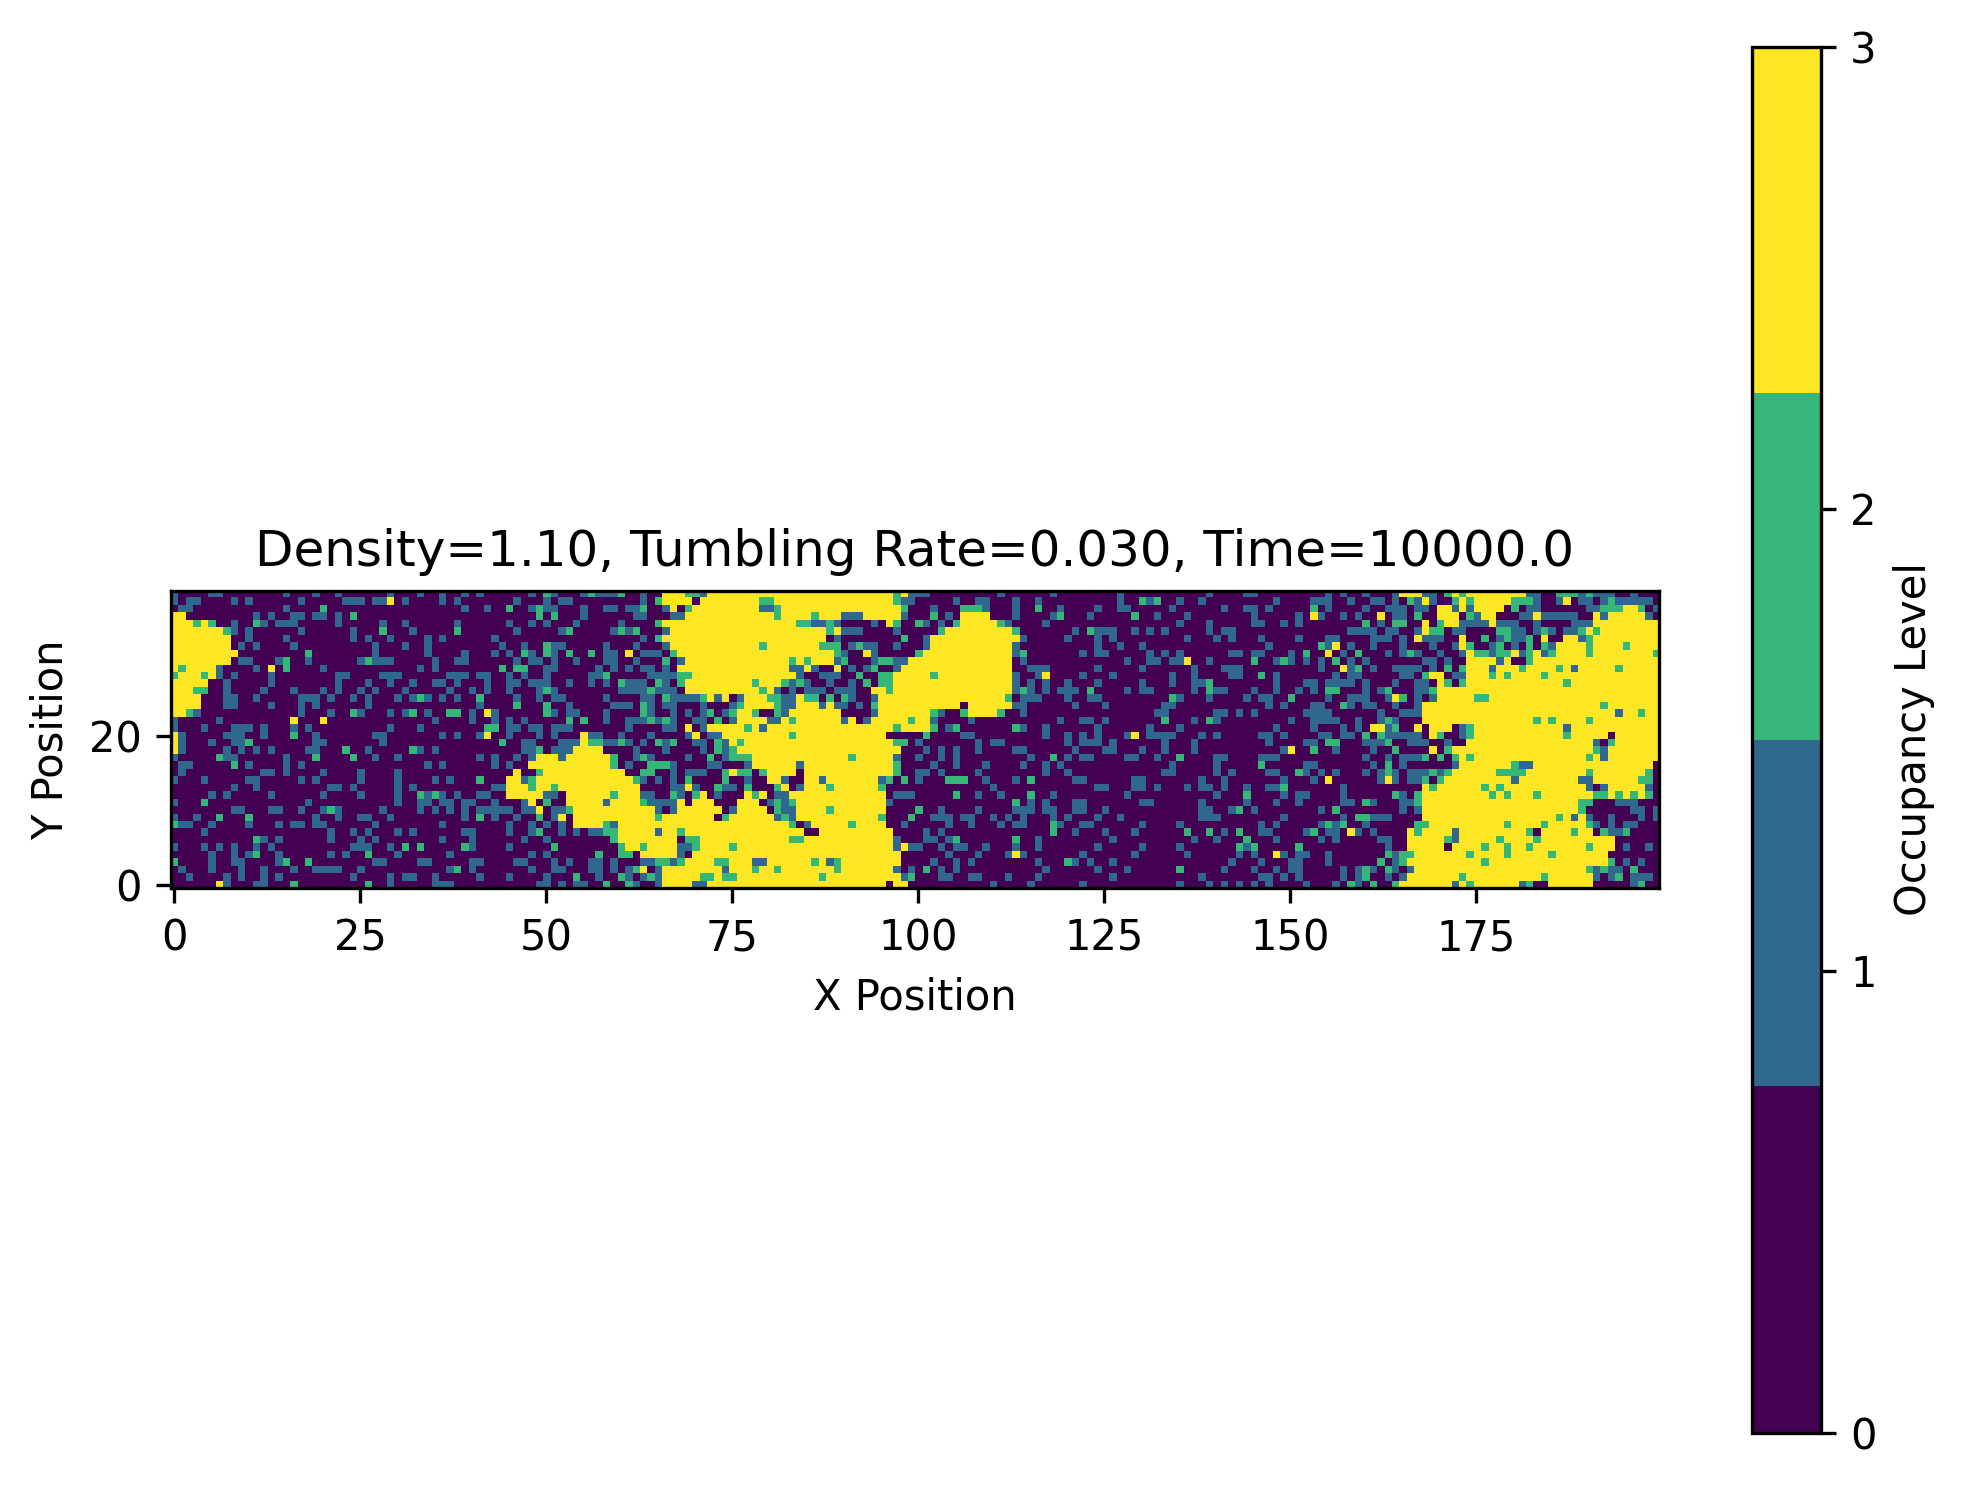 Density=1.10, Tumbling Rate=0.030, Time=10000.0
Y Position
20
0
0 25 50 75 100 125 150 175
X Position
3
2
1
0
Occupancy Level